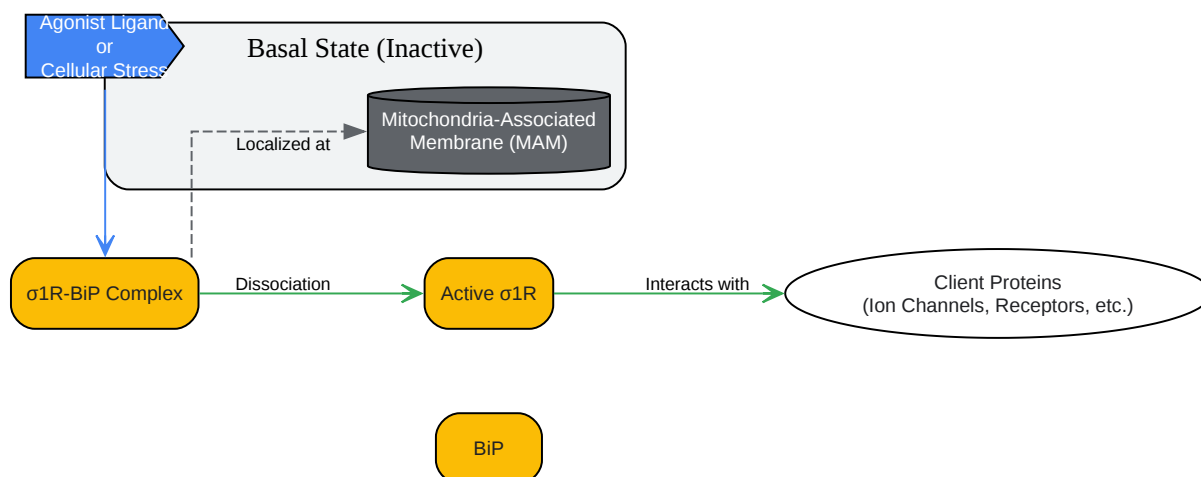 Agonist Ligand
or
Cellular Stress
Basal State (Inactive)
Mitochondria-Associated
Membrane (MAM)
Localized at
σ1R-BiP Complex
Dissociation
Active σ1R
Interacts with
Client Proteins
(Ion Channels, Receptors, etc.)
BiP